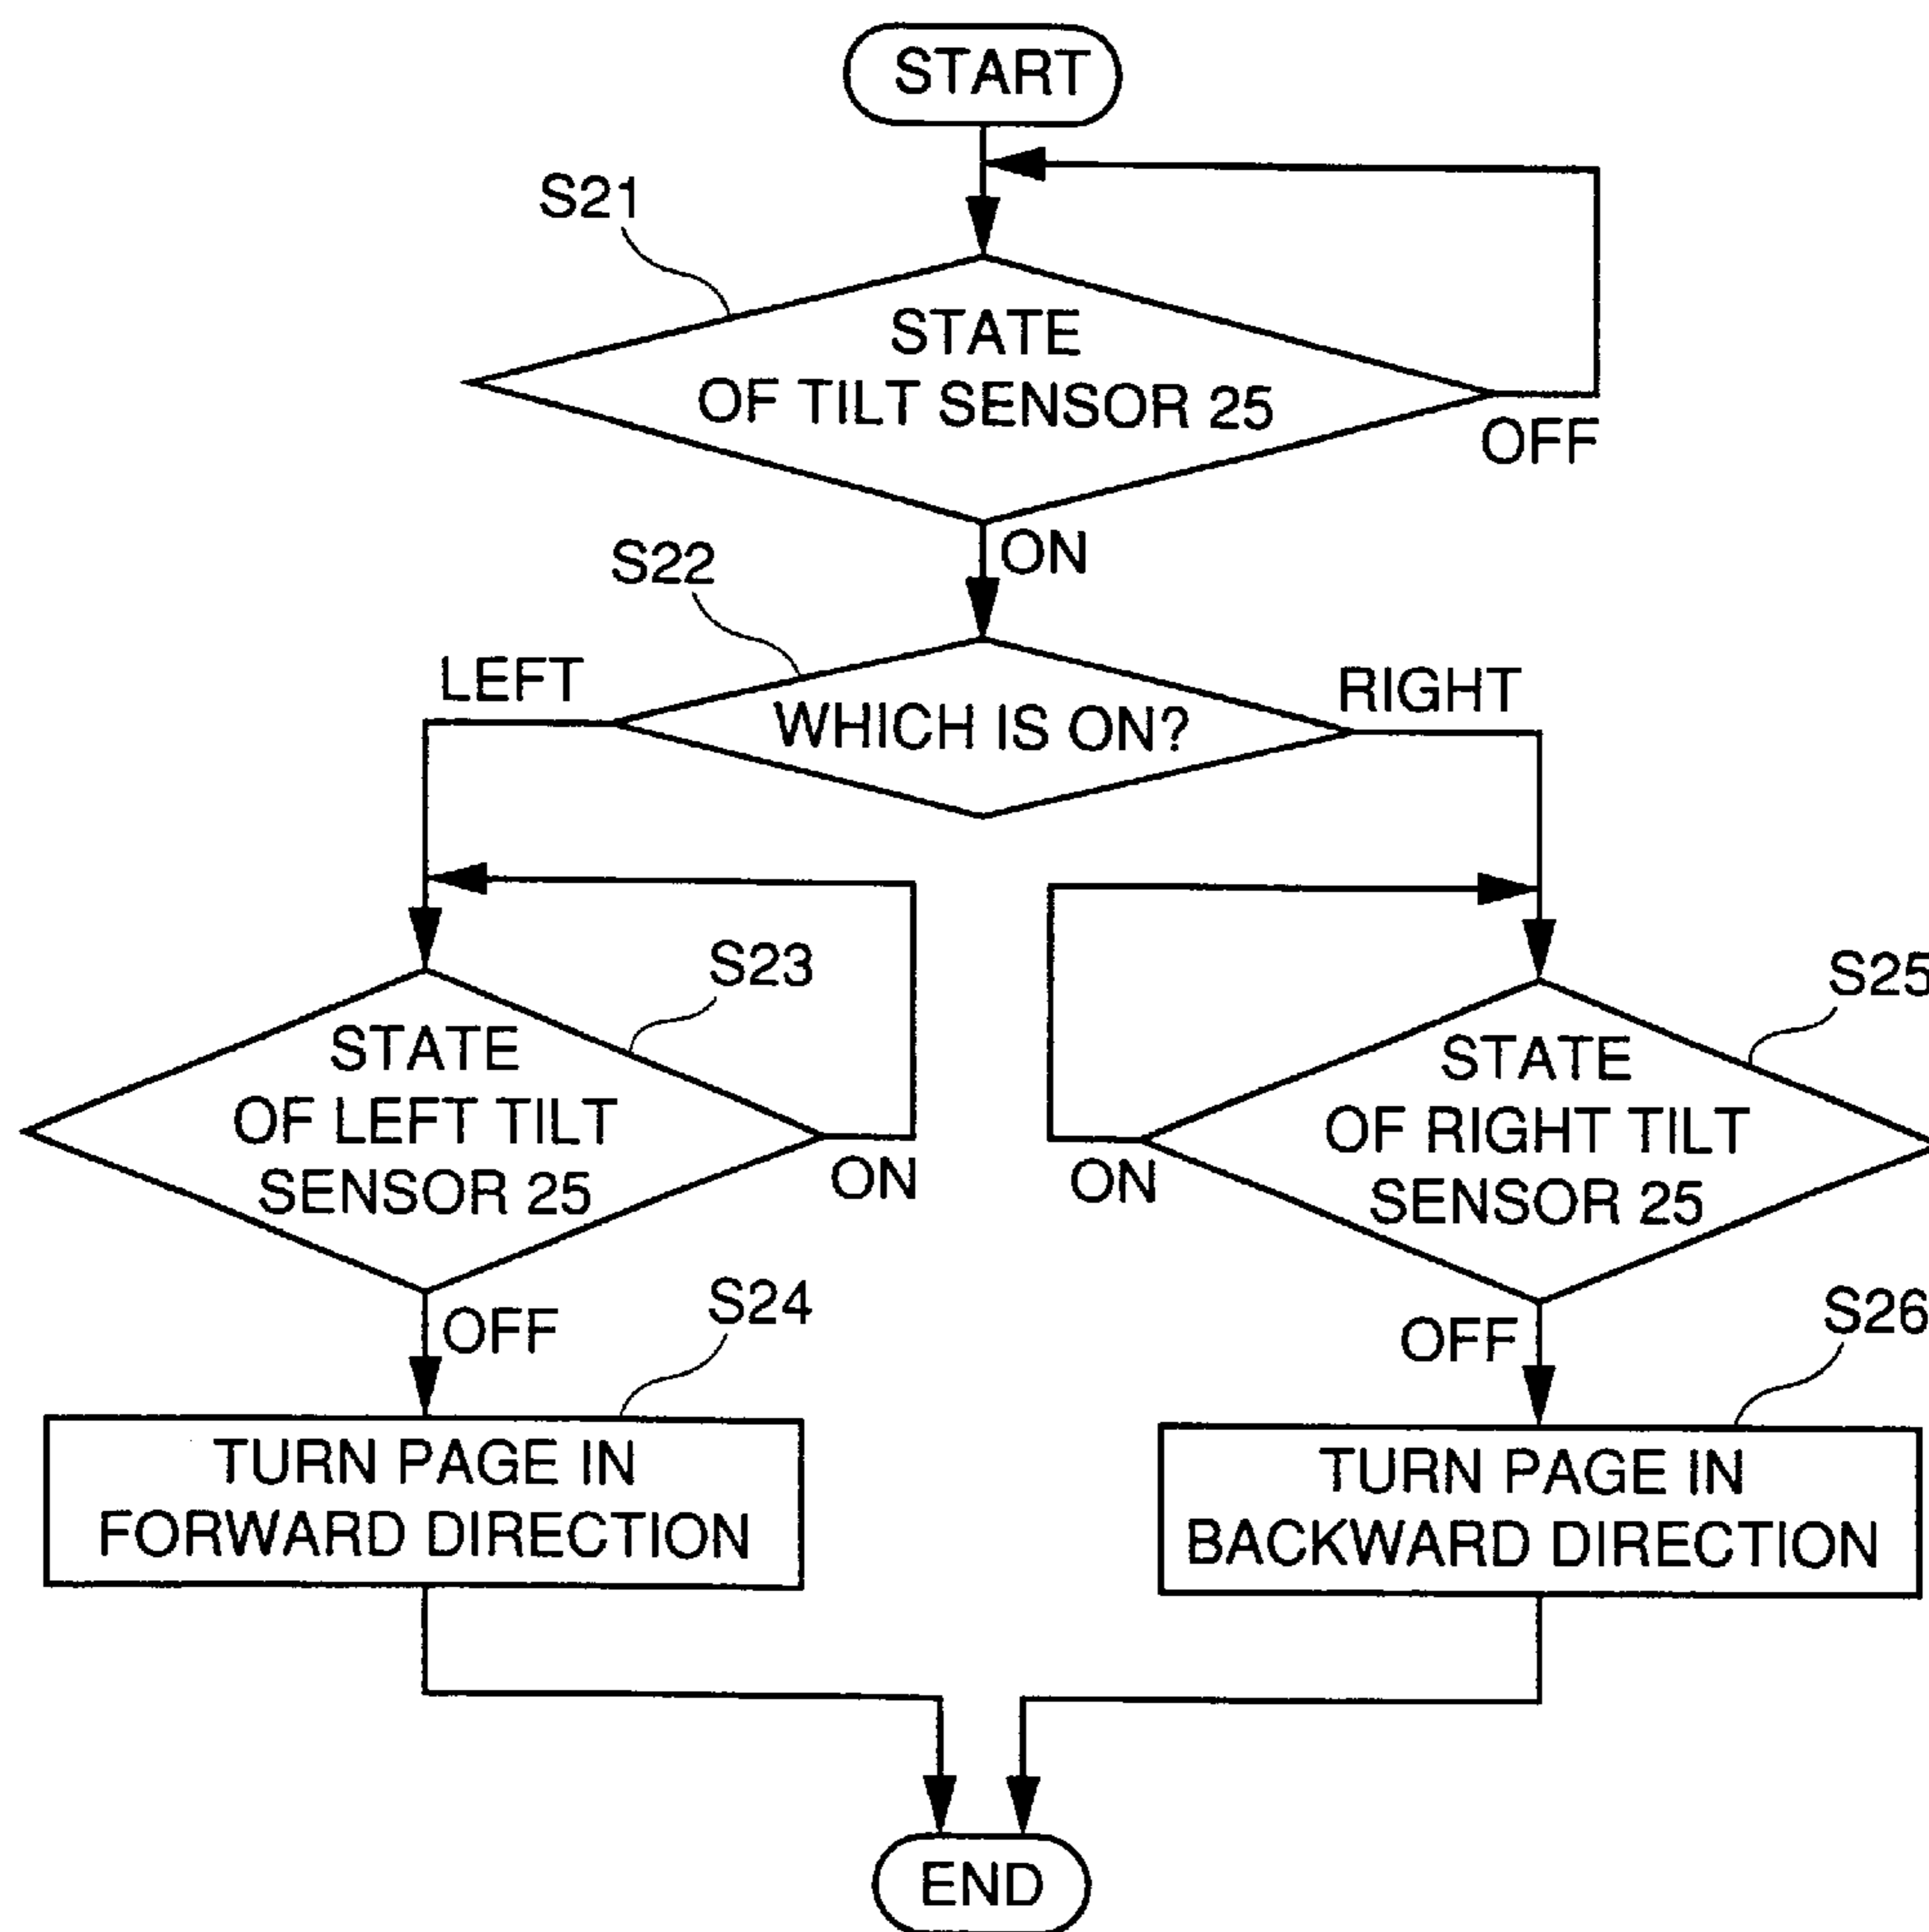 START
S21
STATE
OF TILT SENSOR 25
OFF
ON
S22
LEFT
WHICH IS ON?
RIGHT
S23
STATE
OF LEFT TILT
SENSOR 25
ON
S25
STATE
OF RIGHT TILT
SENSOR 25
ON
OFF
S24
TURN PAGE IN
FORWARD DIRECTION
OFF
S26
TURN PAGE IN
BACKWARD DIRECTION
END